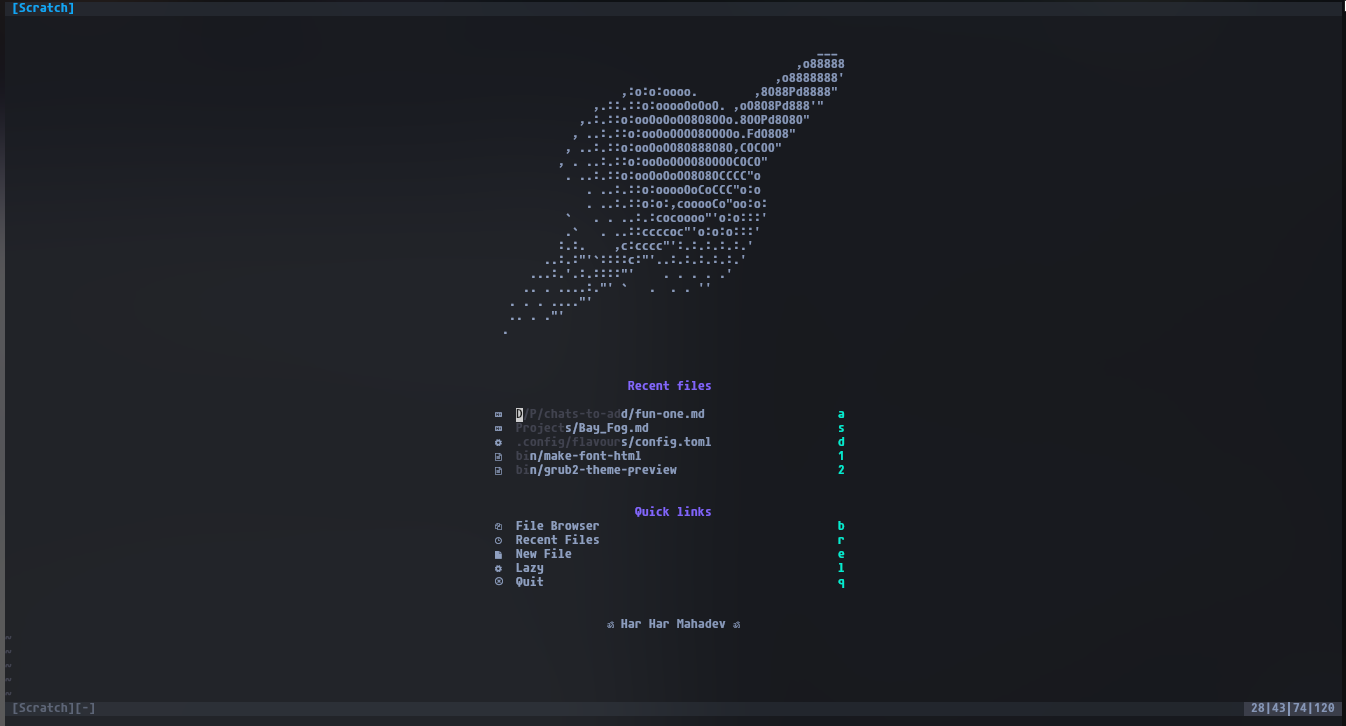 [Scratch]
___
,o88888
,o8888888'
,:o:o:oooo. ,8O88Pd8888"
,.::.::o:ooooOoOoO. ,oO8O8Pd888'"
,.:.::o:ooOoOoOO8O8OOo.8OOPd8O8O"
, ..:.::o:ooOoOOOO8OOOOo.FdO8O8"
, ..:.::o:ooOoOO8O888O8O,COCOO"
, . ..:.::o:ooOoOOOO8OOOOCOCO"
. ..:.::o:ooOoOoOO8O8OCCCC"o
. ..:.::o:ooooOoCoCCC"o:o
. ..:.::o:o:,cooooCo"oo:o:
` . . ..:.:cocoooo"'o:o:::'
.` . ..::ccccoc"'o:o:o:::'
:.:. ,c:cccc"':.:.:.:.:.'
..:.:"'`::::c:"'..:.:.:.:.:.'
...:.'.:.::::"' . . . . .'
.. . ....:."' ` . . . ''
. . . ...."'
.. . ."'
.
Recent files
D/P/chats-to-add/fun-one.md a
Projects/Bay_Fog.md s
.config/flavours/config.toml d
bin/make-font-html 1
bin/grub2-theme-preview 2
Quick links
File Browser b
Recent Files r
New File e
Lazy l
Quit q
ॐ Har Har Mahadev ॐ
~
~
~
~
~
[Scratch][-] 28|43|74|120